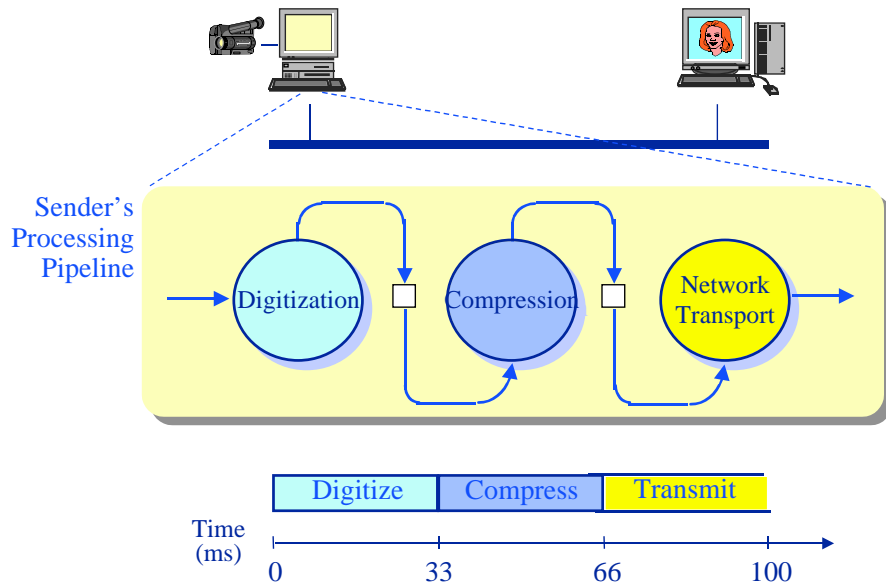 Sender's
Processing
Pipeline
Digitization
Compression
Network
Transport
Digitize
Compress
Transmit
Time
(ms)
0
33
66
100